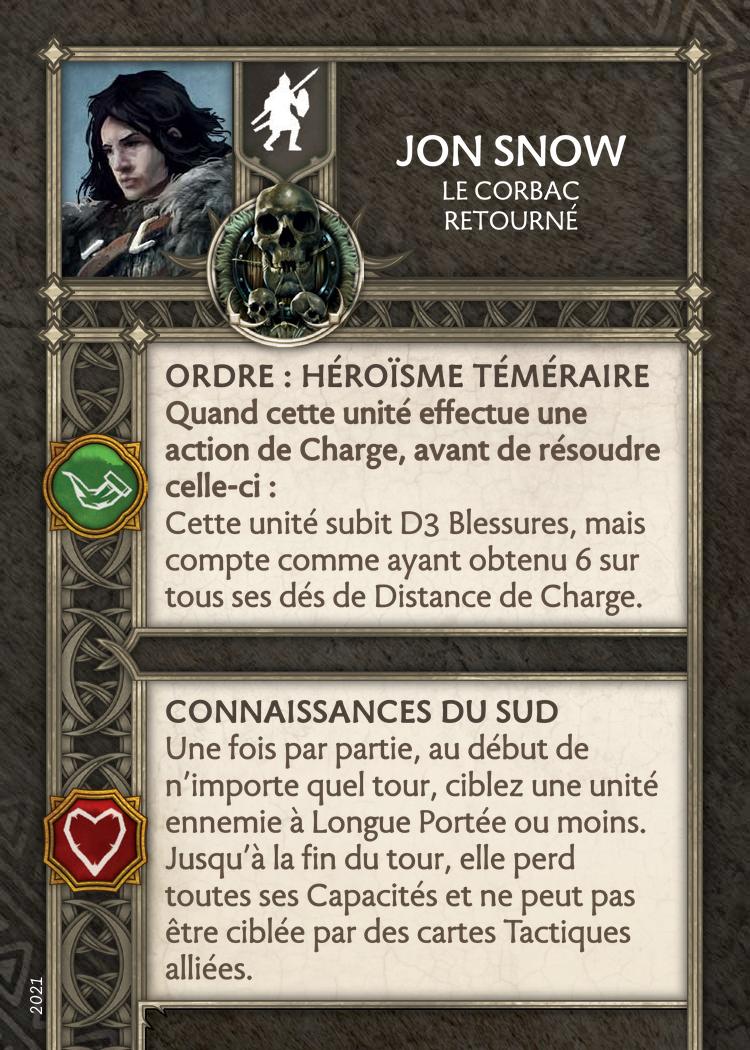 JON SNOW
LE CORBAC
RETOURNÉ
ORDRE : HÉROÏSME TÉMÉRAIRE
Quand cette unité effectue une
action de Charge, avant de résoudre
celle-ci :
Cette unité subit D3 Blessures, mais
compte comme ayant obtenu 6 sur
tous ses dés de Distance de Charge.
CONNAISSANCES DU SUD
Une fois par partie, au début de
n'importe quel tour, ciblez une unité
ennemie à Longue Portée ou moins.
Jusqu'à la fin du tour, elle perd
toutes ses Capacités et ne peut pas
être ciblée par des cartes Tactiques
alliées.
2021